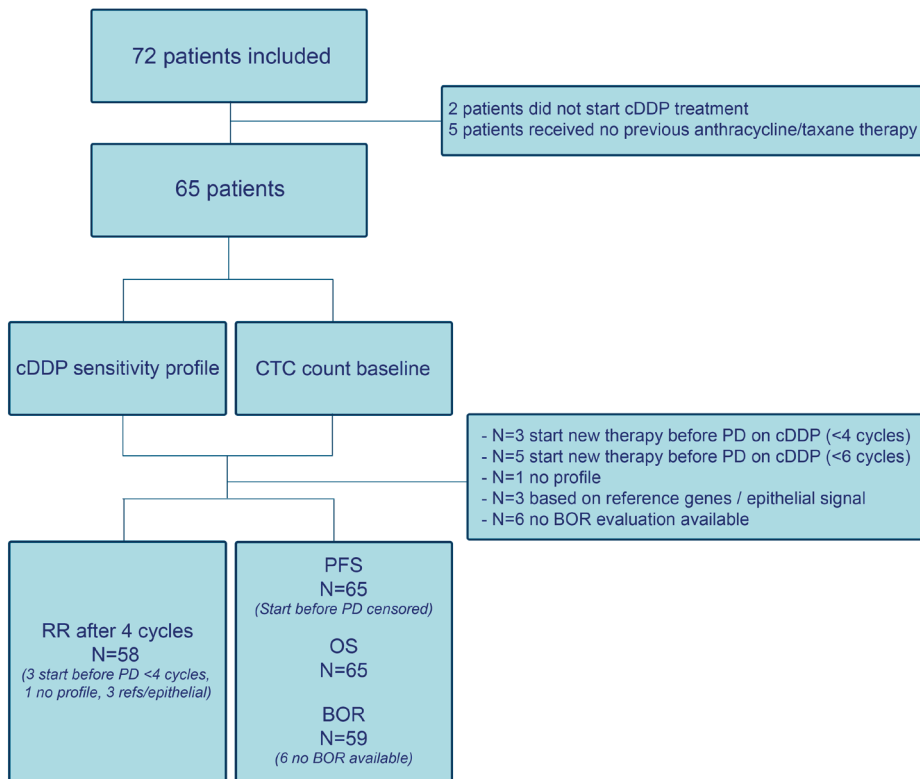 72 patients included
2 patients did not start cDDP treatment
5 patients received no previous anthracycline/taxane therapy
65 patients
cDDP sensitivity profile
CTC count baseline
- N=3 start new therapy before PD on cDDP (<4 cycles)
- N=5 start new therapy before PD on cDDP (<6 cycles)
- N=1 no profile
- N=3 based on reference genes / epithelial signal
- N=6 no BOR evaluation available
RR after 4 cycles
N=58
(3 start before PD <4 cycles,
1 no profile, 3 refs/epithelial)
PFS
N=65
(Start before PD censored)
OS
N=65
BOR
N=59
(6 no BOR available)